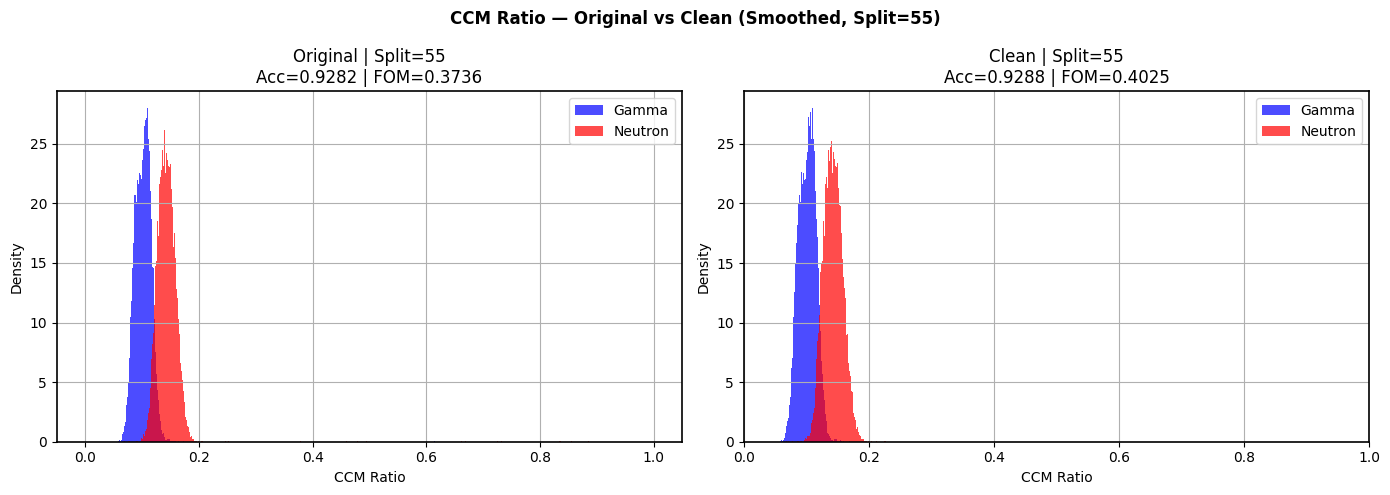 CCM Ratio — Original vs Clean (Smoothed, Split=55)
Original | Split=55
Acc=0.9282 | FOM=0.3736
Gamma
Neutron
25
20
15
10
5
0
Density
0.0 0.2 0.4 0.6 0.8 1.0
CCM Ratio
Clean | Split=55
Acc=0.9288 | FOM=0.4025
Gamma
Neutron
25
20
15
10
5
0
Density
0.0 0.2 0.4 0.6 0.8 1.0
CCM Ratio